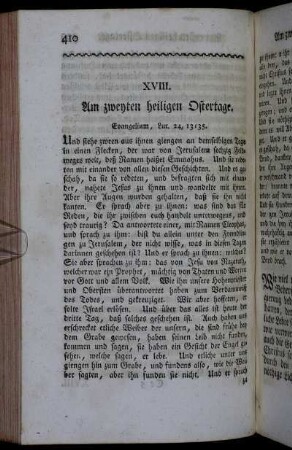 410
XVIII.
Am zweyten heiligen Ostertage.
Evangelium, Luc. 24, 13-35.
Und siehe zween aus ihnen giengen an demselbigen Tage
in einen Flecken, der war von Jerusalem sechzig Feld-
weges weit, deß Namen heißet Emmahus. Und sie re-
ten mit einander von allen diesen Geschichten. Und es ge-
schah, da sie so redeten, und befragten sich mit ein-
ander, nahete Jesus zu ihnen und wandelte mit ihnen.
Aber ihre Augen wurden gehalten, daß sie ihn nicht
kanten. Er sprach aber zu ihnen: was sind das für
Reden, die ihr zwischen euch handelt unterwegens, und
seyd traurig? Da antwortete einer, mit Namen Cleophas,
und sprach zu ihm: bist du allein unter den Fremdlin-
gen zu Jerusalem, der nicht wisse, was in diesen Tagen
darinnen geschehen ist? Und er sprach zu ihnen: welches?
Sie aber sprachen zu ihm: das von Jesu von Nazareth,
welcher war ein Prophet, mächtig von Thaten und Worten
vor Gott und allem Volk. Wie ihn unsere Hohenpriester
und Obersten überantwortet haben zum Verdamniß
des Todes, und gekreuziget. Wir aber hoffeten, er
solte Israel erlösen. Und über das alles ist heut der
dritte Tag, daß solches geschehen ist. Auch haben uns
erschrecket etliche Weiber der unsern, die sind frühe bey
dem Grabe gewesen, haben seinen Leib nicht funden,
kommen und sagen, sie haben ein Gesicht der Engel ge-
sehen, welche sagen, er lebe. Und etliche unter uns
giengen hin zum Grabe, und fundens also, wie die Wei-
ber sagten, aber ihn funden sie nicht. Und er sprach
zu